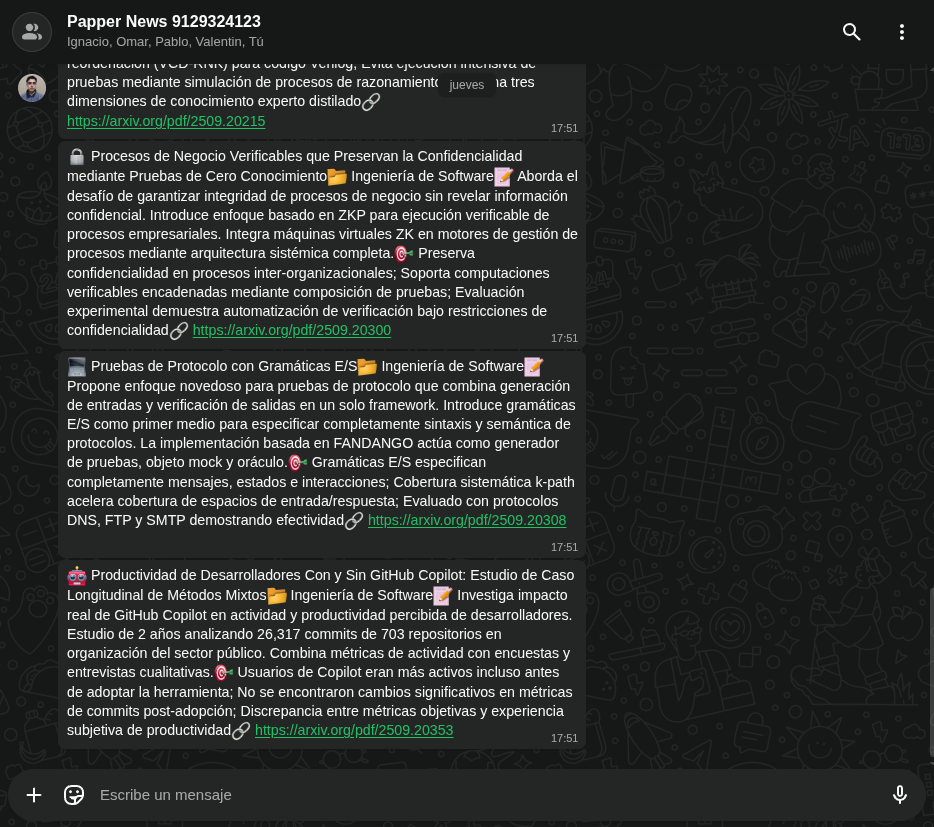 Papper News 9129324123
Ignacio, Omar, Pablo, Valentin, Tú
reordenación (VCD-RNK) para código Verilog; Evita ejecución intensiva de
pruebas mediante simulación de procesos de razonamiento na tres
jueves
dimensiones de conocimiento experto distilado🔗
https://arxiv.org/pdf/2509.20215
17:51
🔒 Procesos de Negocio Verificables que Preservan la Confidencialidad
mediante Pruebas de Cero Conocimiento📂 Ingeniería de Software📝 Aborda el
desafío de garantizar integridad de procesos de negocio sin revelar información
confidencial. Introduce enfoque basado en ZKP para ejecución verificable de
procesos empresariales. Integra máquinas virtuales ZK en motores de gestión de
procesos mediante arquitectura sistémica completa.🎯 Preserva
confidencialidad en procesos inter-organizacionales; Soporta computaciones
verificables encadenadas mediante composición de pruebas; Evaluación
experimental demuestra automatización de verificación bajo restricciones de
confidencialidad🔗 https://arxiv.org/pdf/2509.20300
17:51
💻 Pruebas de Protocolo con Gramáticas E/S📂 Ingeniería de Software📝
Propone enfoque novedoso para pruebas de protocolo que combina generación
de entradas y verificación de salidas en un solo framework. Introduce gramáticas
E/S como primer medio para especificar completamente sintaxis y semántica de
protocolos. La implementación basada en FANDANGO actúa como generador
de pruebas, objeto mock y oráculo.🎯 Gramáticas E/S especifican
completamente mensajes, estados e interacciones; Cobertura sistemática k-path
acelera cobertura de espacios de entrada/respuesta; Evaluado con protocolos
DNS, FTP y SMTP demostrando efectividad🔗 https://arxiv.org/pdf/2509.20308
17:51
🤖 Productividad de Desarrolladores Con y Sin GitHub Copilot: Estudio de Caso
Longitudinal de Métodos Mixtos📂 Ingeniería de Software📝 Investiga impacto
real de GitHub Copilot en actividad y productividad percibida de desarrolladores.
Estudio de 2 años analizando 26,317 commits de 703 repositorios en
organización del sector público. Combina métricas de actividad con encuestas y
entrevistas cualitativas.🎯 Usuarios de Copilot eran más activos incluso antes
de adoptar la herramienta; No se encontraron cambios significativos en métricas
de commits post-adopción; Discrepancia entre métricas objetivas y experiencia
subjetiva de productividad🔗 https://arxiv.org/pdf/2509.20353
17:51
Escribe un mensaje